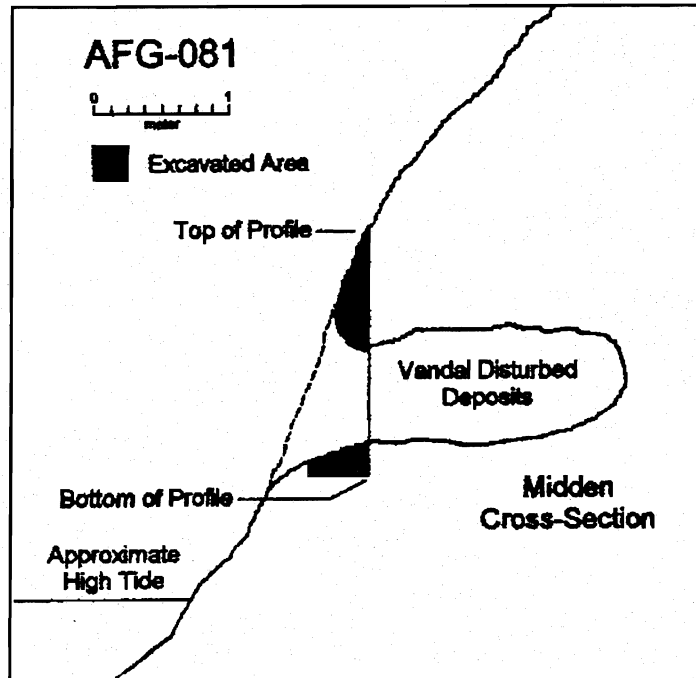 AFG-081
0 1
meter
Excavated Area
Top of Profile
Vandal Disturbed
Deposits
Bottom of Profile
Midden
Cross-Section
Approximate
High Tide